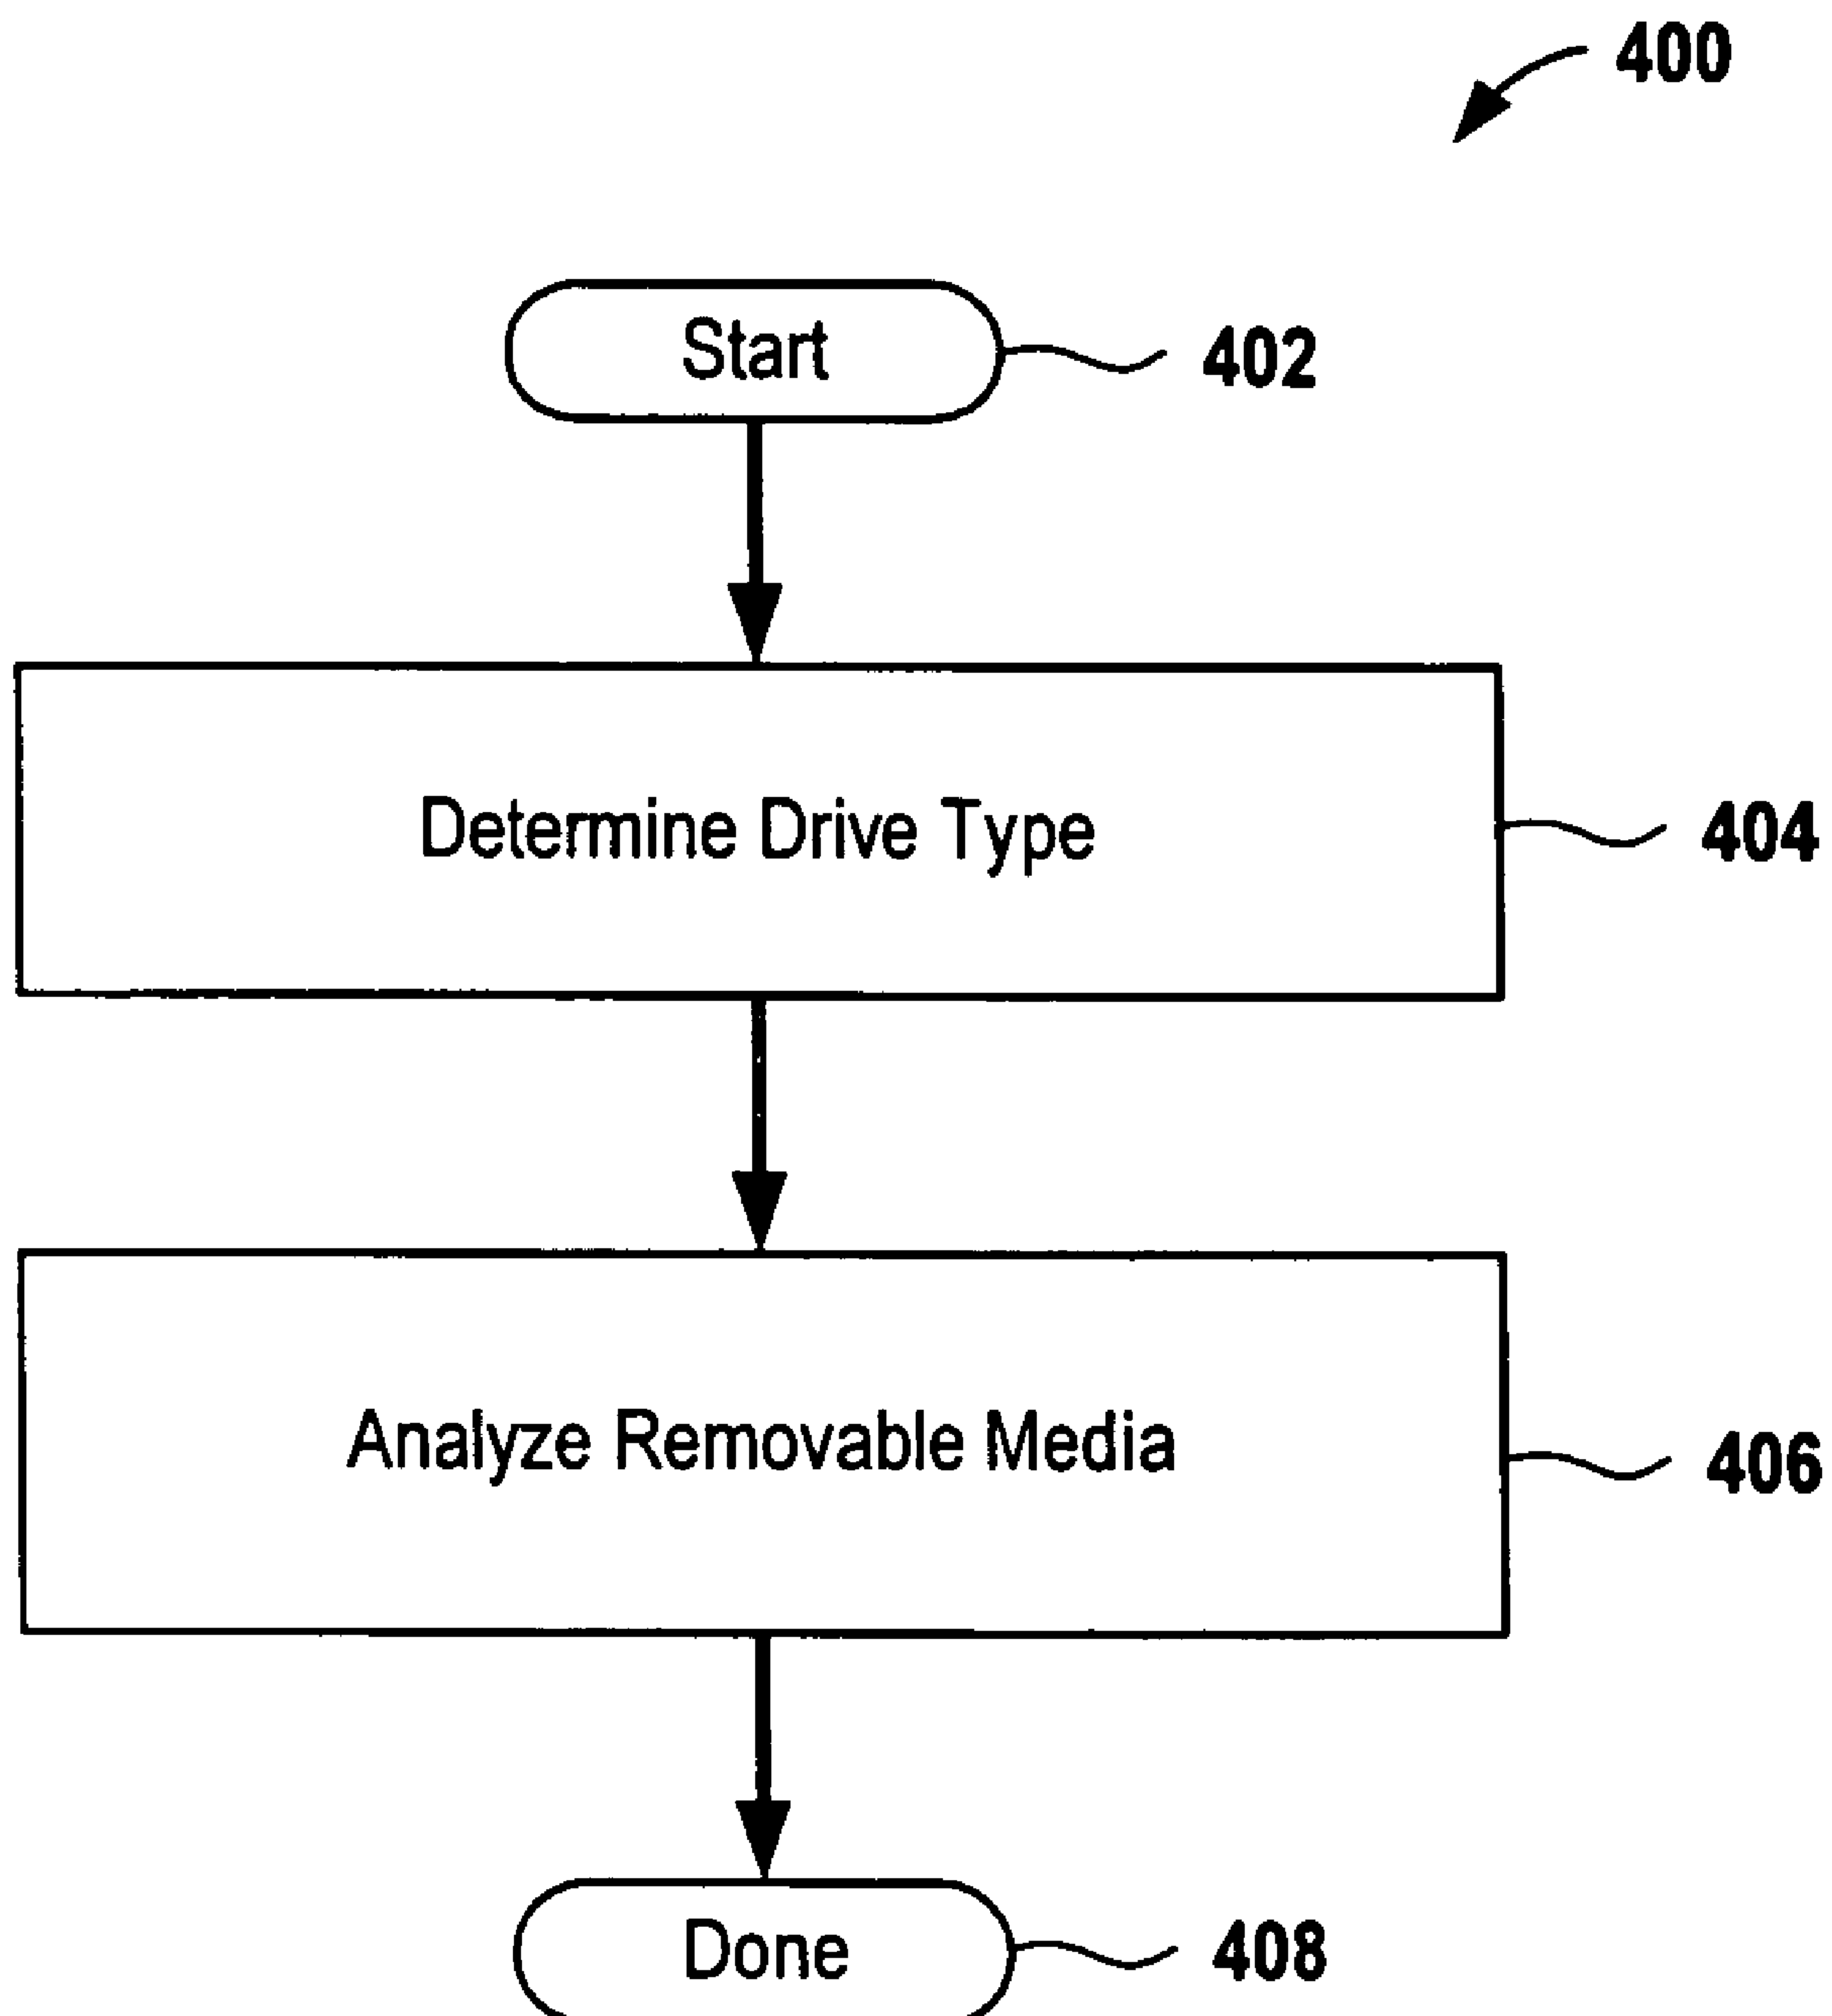 400
Start
402
Determine Drive Type
404
Analyze Removable Media
406
Done
408